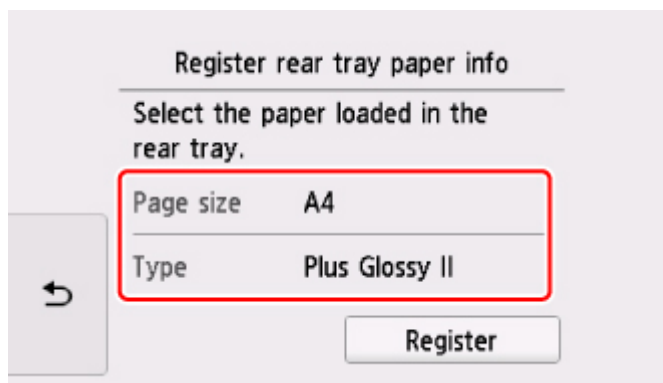 Register rear tray paper info
Select the paper loaded in the
rear tray.
Page size A4
Type Plus Glossy II
Register